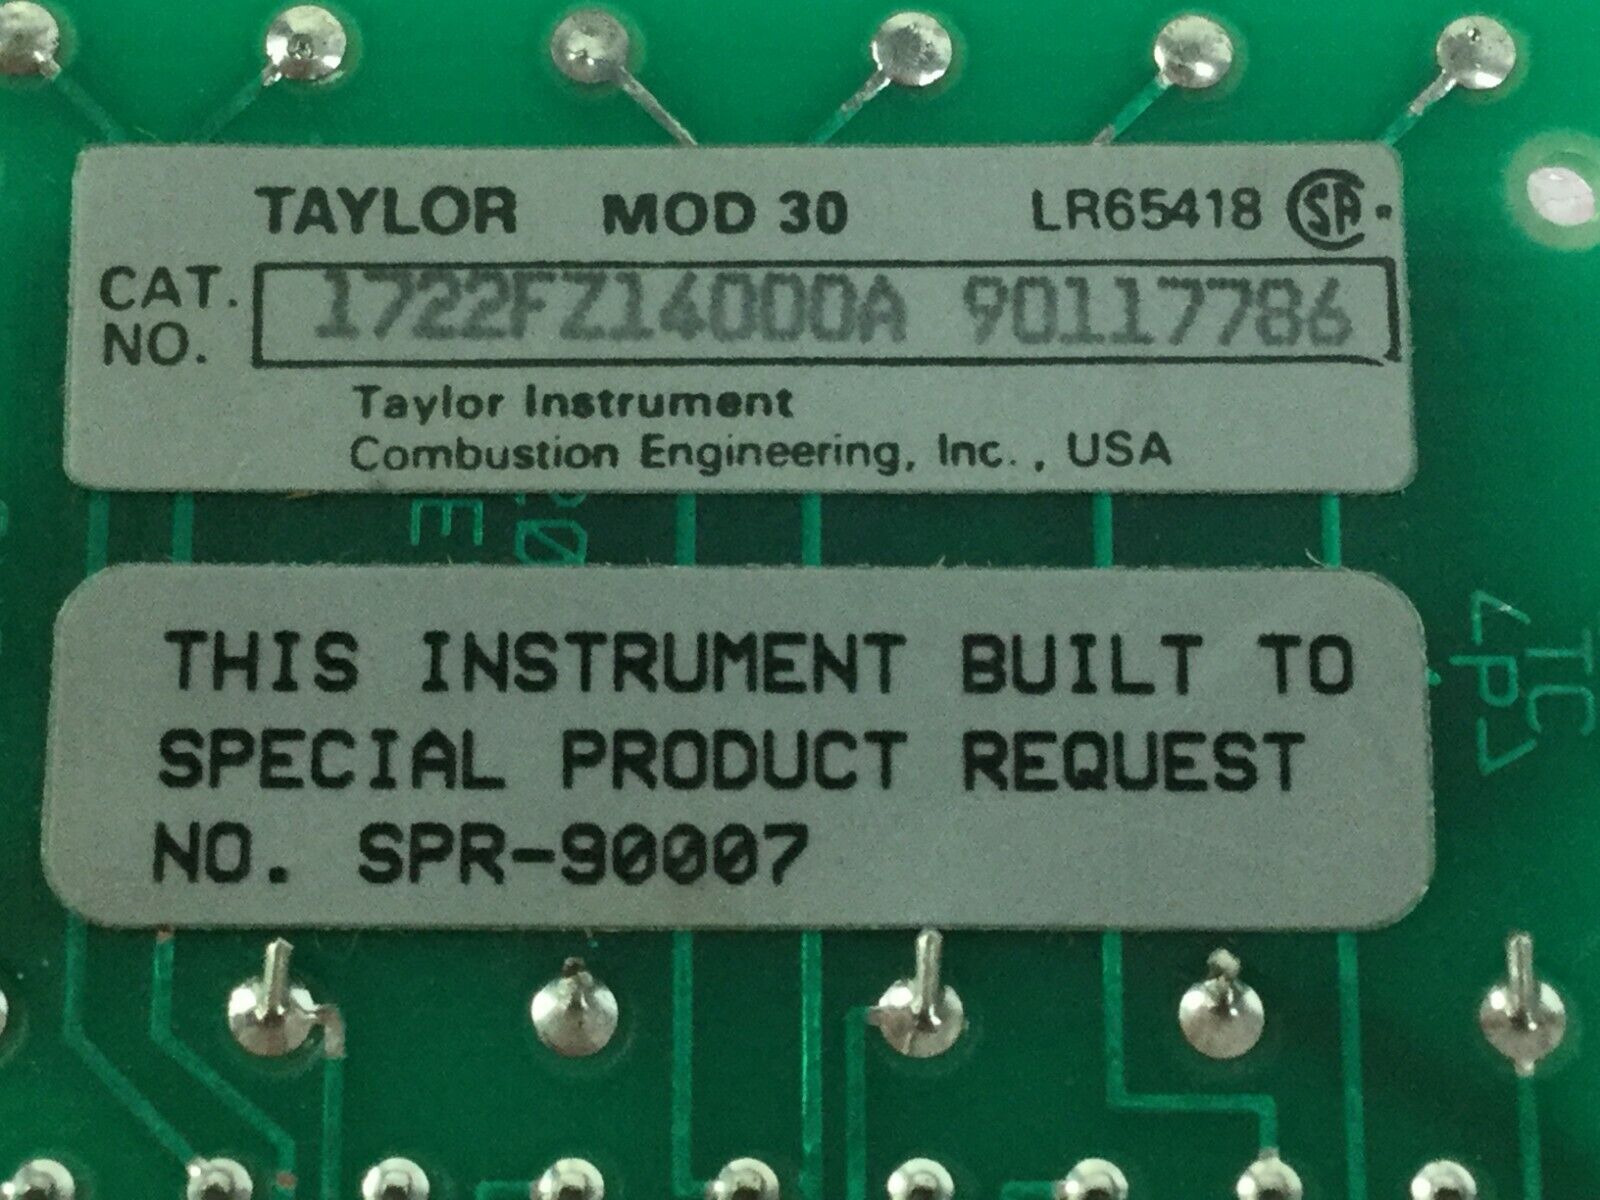 TAYLOR MOD 30 LR65418 SA
CAT. NO. 1722FZ14000A 90117786
Taylor Instrument
Combustion Engineering, Inc., USA
THIS INSTRUMENT BUILT TO
SPECIAL PRODUCT REQUEST
NO. SPR-90007